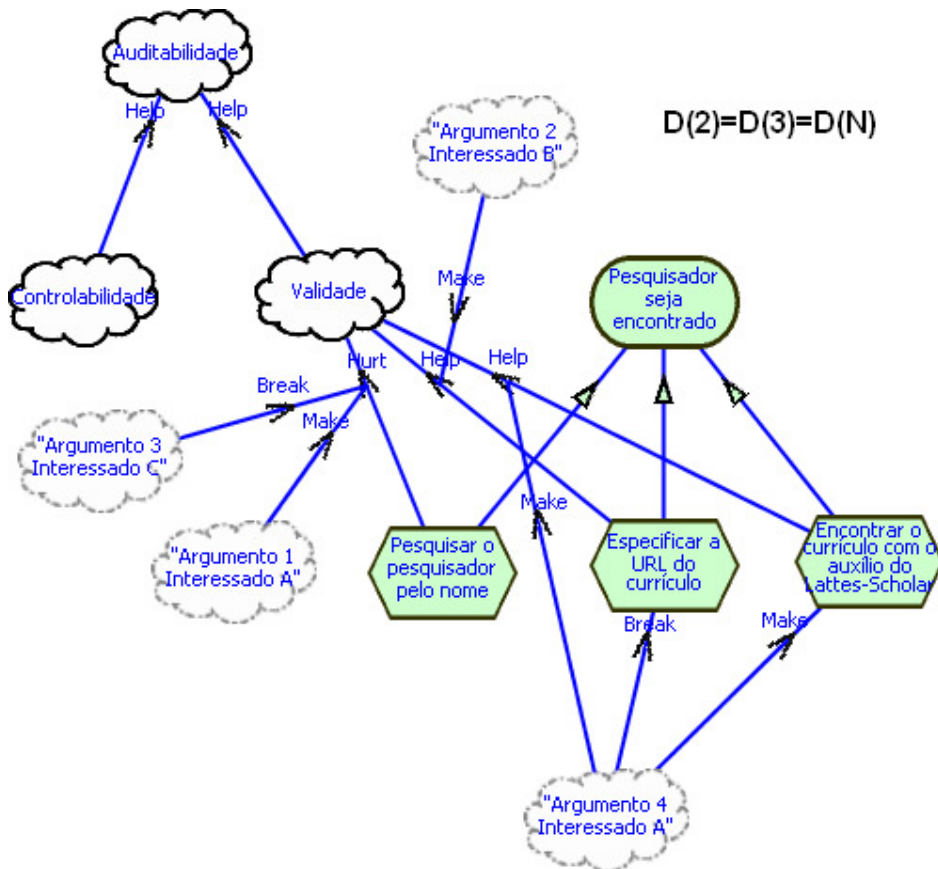 Auditabilidade
Help
Help
"Argumento 2
Interessado B"
D(2)=D(3)=D(N)
Controlabilidade
Validade
Make
Pesquisador
seja
encontrado
Hurt
Help
Help
Break
Make
"Argumento 3
Interessado C"
"Argumento 1
Interessado A"
Pesquisar o
pesquisador
pelo nome
Make
Especificar a
URL do
currículo
Encontrar o
currículo com o
auxílio do
Lattes-Scholar
Break
Make
"Argumento 4
Interessado A"